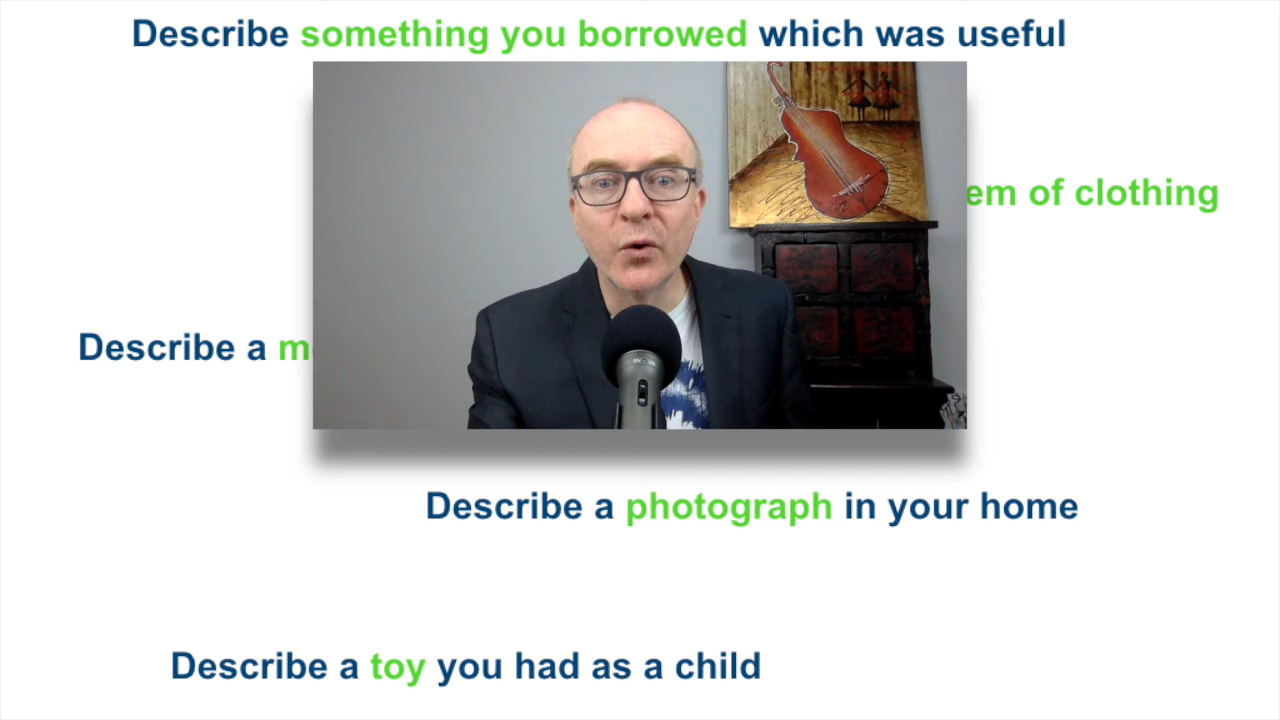 Describe something you borrowed which was useful
of clothing
Describe a
Describe a photograph in your home
Describe a toy you had as a child